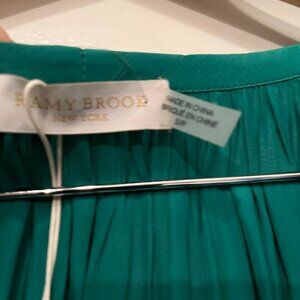 RAMY BROOK
NEW YORK
MADE IN CHINA
FABRIQUÉ EN CHINE
S/P